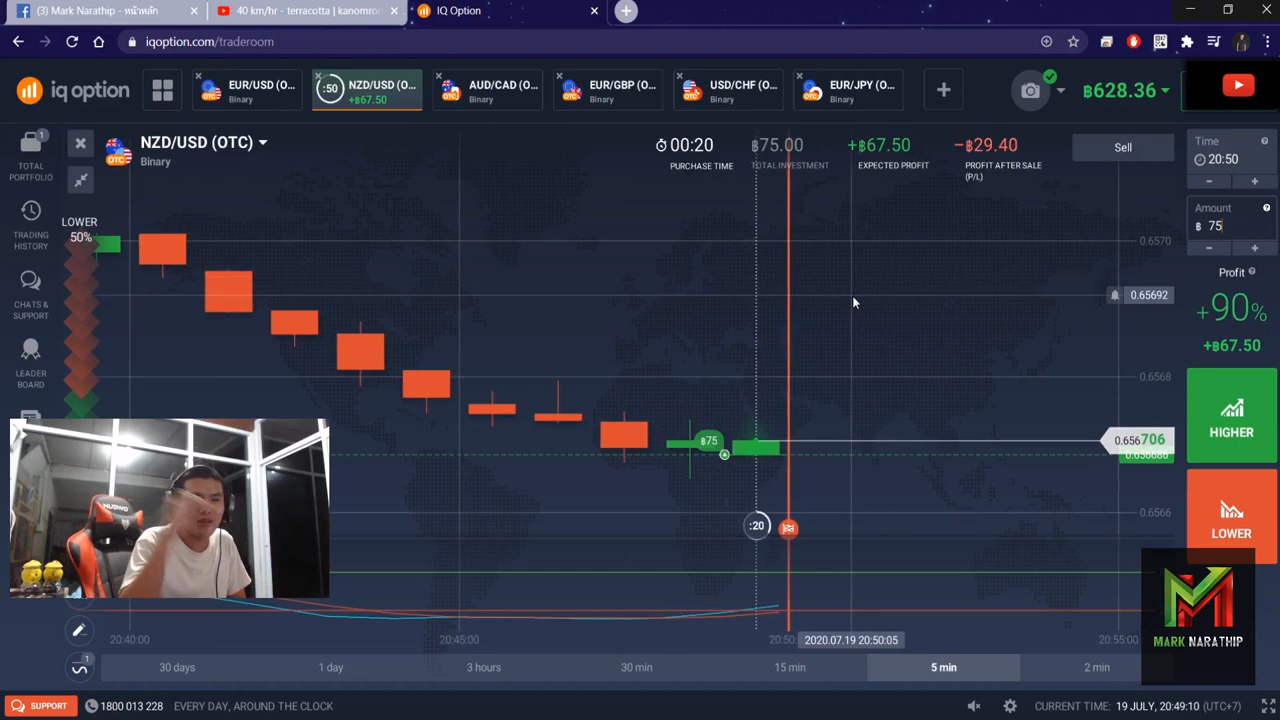 (3) Mark Narathip - หน้าหลัก
40 km/hr - terracotta | kanomroo
IQ Option
iqoption.com/traderoom
iq option
EUR/USD (O...
Binary
:50
NZD/USD (O...
+฿67.50
AUD/CAD (O...
Binary
EUR/GBP (O...
Binary
USD/CHF (O...
Binary
EUR/JPY (O...
Binary
฿628.36
TOTAL PORTFOLIO
1
TRADING HISTORY
CHATS & SUPPORT
LEADER BOARD
NZD/USD (OTC)
Binary
LOWER
50%
00:20
PURCHASE TIME
฿75.00
TOTAL INVESTMENT
+฿67.50
EXPECTED PROFIT
−฿29.40
PROFIT AFTER SALE (P/L)
Sell
Time
20:50
Amount
฿ 75
Profit
+90%
+฿67.50
HIGHER
LOWER
0.6570
0.65692
0.6568
0.656706
0.656686
0.6566
฿75
:20
NUBWO
MARK NARATHIP
20:40:00
20:45:00
20:50:
2020.07.19 20:50:05
20:55:00
30 days
1 day
3 hours
30 min
15 min
5 min
2 min
1
SUPPORT
1800 013 228
EVERY DAY, AROUND THE CLOCK
CURRENT TIME: 19 JULY, 20:49:10 (UTC+7)